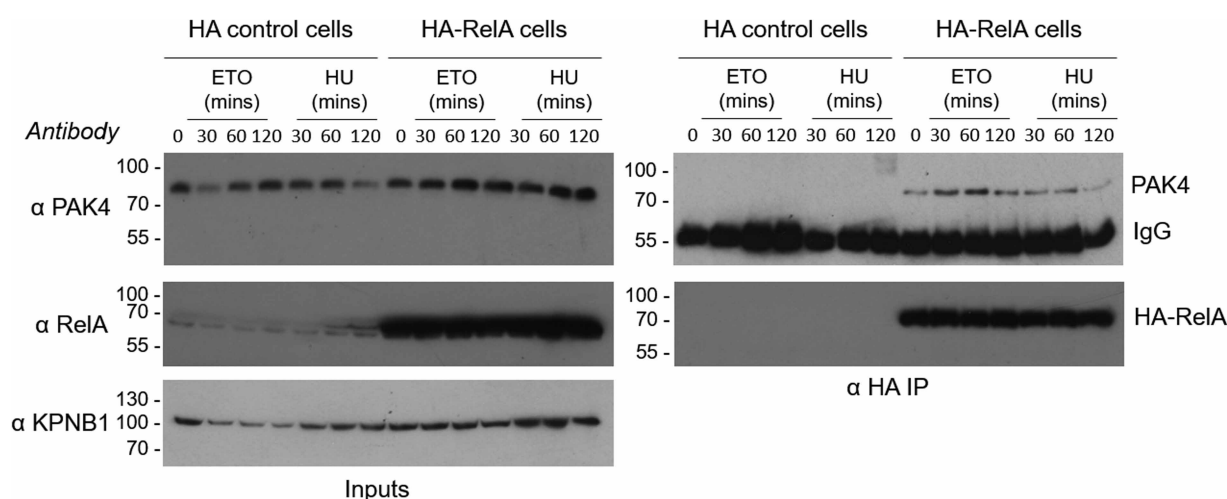 HA control cells HA-RelA cells HA control cells HA-RelA cells
ETO HU ETO HU ETO HU ETO HU
(mins) (mins) (mins) (mins) (mins) (mins) (mins) (mins)
Antibody 0 30 60 120 30 60 120 0 30 60 120 30 60 120 0 30 60 120 30 60 120 0 30 60 120 30 60 120
α PAK4
100 -
70 -
55 -
100 -
70 -
55 -
PAK4
IgG
α RelA
100 -
70 -
55 -
100 -
70 -
55 -
HA-RelA
α KPNB1
130 -
100 -
70 -
α HA IP
Inputs